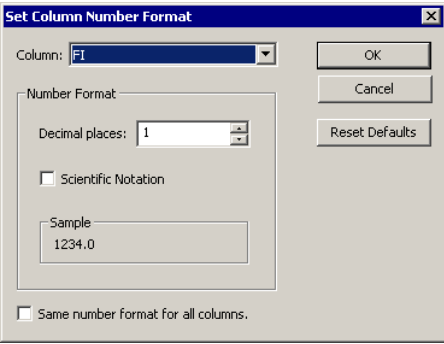 Set Column Number Format
Column: FI
OK
Number Format
Cancel
Decimal places: 1
Reset Defaults
Scientific Notation
Sample
1234.0
Same number format for all columns.